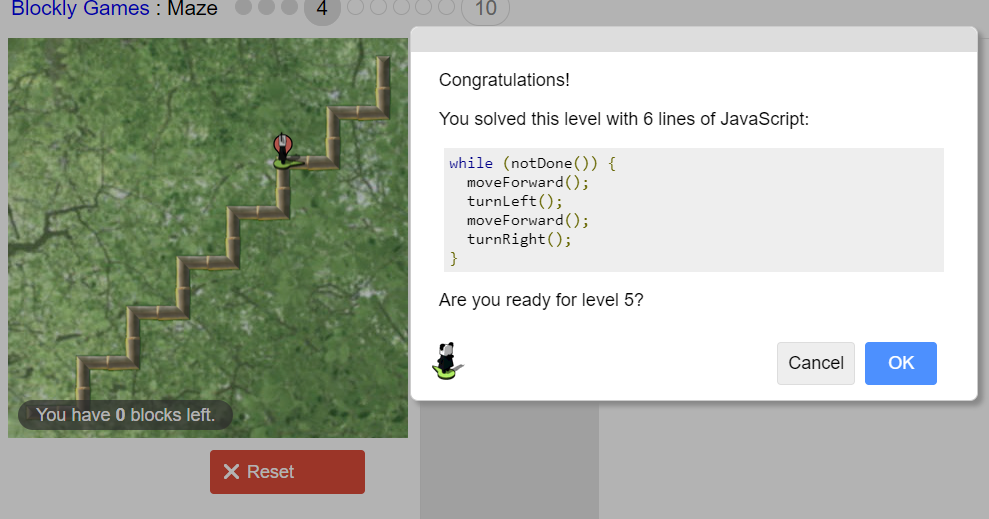 Blockly Games : Maze 4 10
Congratulations!
You solved this level with 6 lines of JavaScript:
while (notDone()) {
  moveForward();
  turnLeft();
  moveForward();
  turnRight();
}
Are you ready for level 5?
Cancel OK
You have 0 blocks left.
Reset